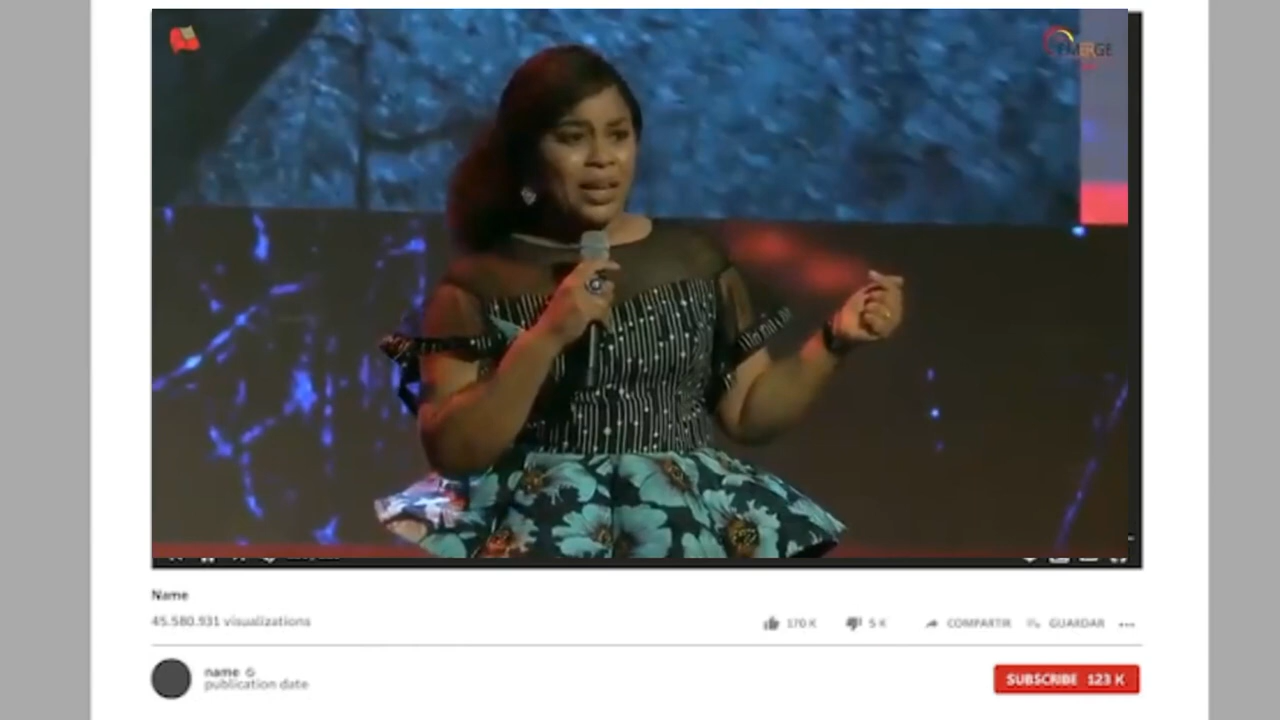 EMERGE
Name
45.580.931 visualizations
170 K
5 K
COMPARTIR
GUARDAR
name
publication date
SUBSCRIBE 123 K